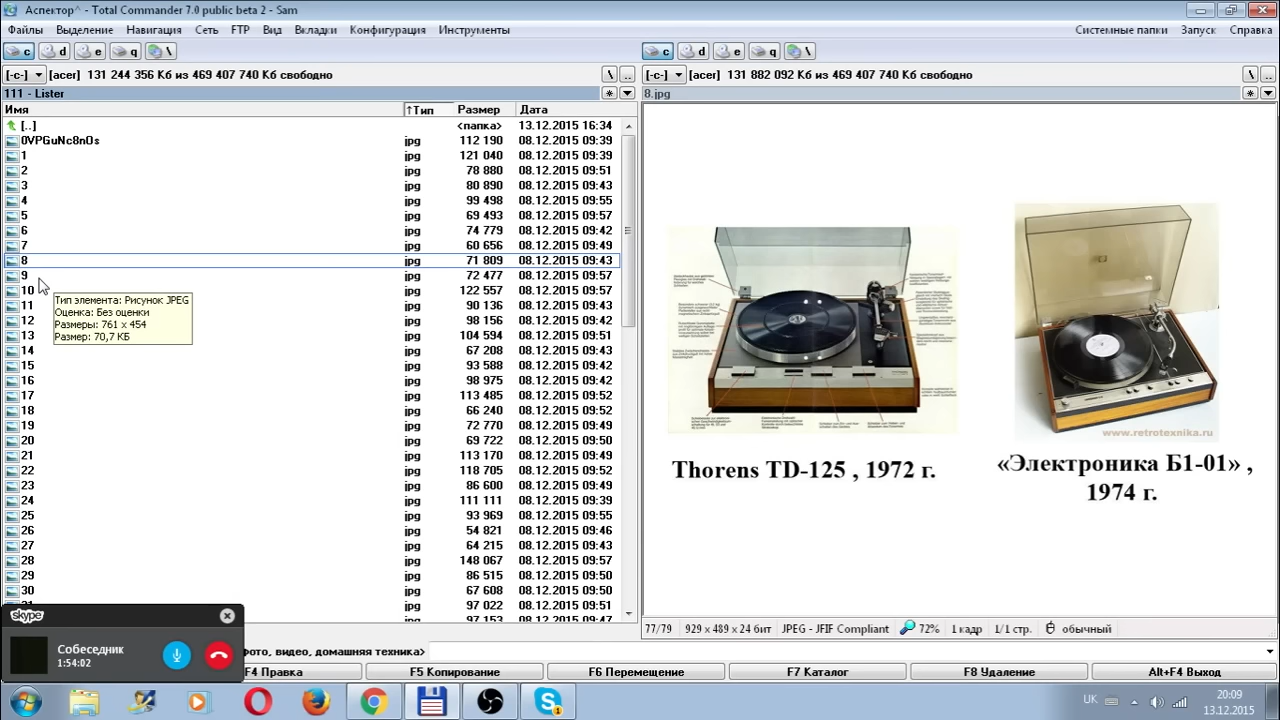 Аспектор^ - Total Commander 7.0 public beta 2 - Sam
Файлы Выделение Навигация Сеть FTP Вид Вкладки Конфигурация Инструменты Системные папки Запуск Справка
c d e q \ c d e q \
[-c-] [acer] 131 244 356 Кб из 469 407 740 Кб свободно \ .. [-c-] [acer] 131 882 092 Кб из 469 407 740 Кб свободно \ ..
111 - Lister * 8.jpg *
Имя ↑Тип Размер Дата
[..] <папка> 13.12.2015 16:34
0VPGuNc8nOs jpg 112 190 08.12.2015 09:39
1 jpg 121 040 08.12.2015 09:39
2 jpg 78 880 08.12.2015 09:51
3 jpg 80 890 08.12.2015 09:43
4 jpg 99 498 08.12.2015 09:55
5 jpg 69 493 08.12.2015 09:57
6 jpg 74 779 08.12.2015 09:42
7 jpg 60 656 08.12.2015 09:49
8 jpg 71 809 08.12.2015 09:43
9 jpg 72 477 08.12.2015 09:57
10 jpg 122 557 08.12.2015 09:38
11 jpg 90 136 08.12.2015 09:43
12 jpg 98 156 08.12.2015 09:42
13 jpg 104 594 08.12.2015 09:51
14 jpg 67 208 08.12.2015 09:43
15 jpg 93 588 08.12.2015 09:42
16 jpg 98 975 08.12.2015 09:42
17 jpg 113 485 08.12.2015 09:52
18 jpg 66 240 08.12.2015 09:52
19 jpg 72 770 08.12.2015 09:43
20 jpg 08.12.2015 09:52
21 jpg 113 170 08.12.2015 09:49
22 jpg 118 705 08.12.2015 09:52
23 jpg 86 600 08.12.2015 09:49
24 jpg 111 111 08.12.2015 09:39
25 jpg 93 969 08.12.2015 09:55
26 jpg 54 821 08.12.2015 09:46
27 jpg 64 215 08.12.2015 09:43
28 jpg 148 067 08.12.2015 09:57
29 jpg 86 515 08.12.2015 09:50
30 jpg 67 608 08.12.2015 09:50
31 jpg 97 022 08.12.2015 09:51
jpg 97 153 08.12.2015 09:47
Тип элемента: Рисунок JPEG
Оценка: Без оценки
Размеры: 761 x 454
Размер: 70,7 КБ
www.retrotexnika.ru
Thorens TD-125 , 1972 г.
«Электроника Б1-01» ,
1974 г.
77/79 929 x 489 x 24 бит JPEG - JFIF Compliant 72% 1 кадр 1/1 стр. обычный
skype
Собеседник
1:54:02
фото, видео, домашняя техника>
F4 Правка F5 Копирование F6 Перемещение F7 Каталог F8 Удаление Alt+F4 Выход
UK 20:09
13.12.2015